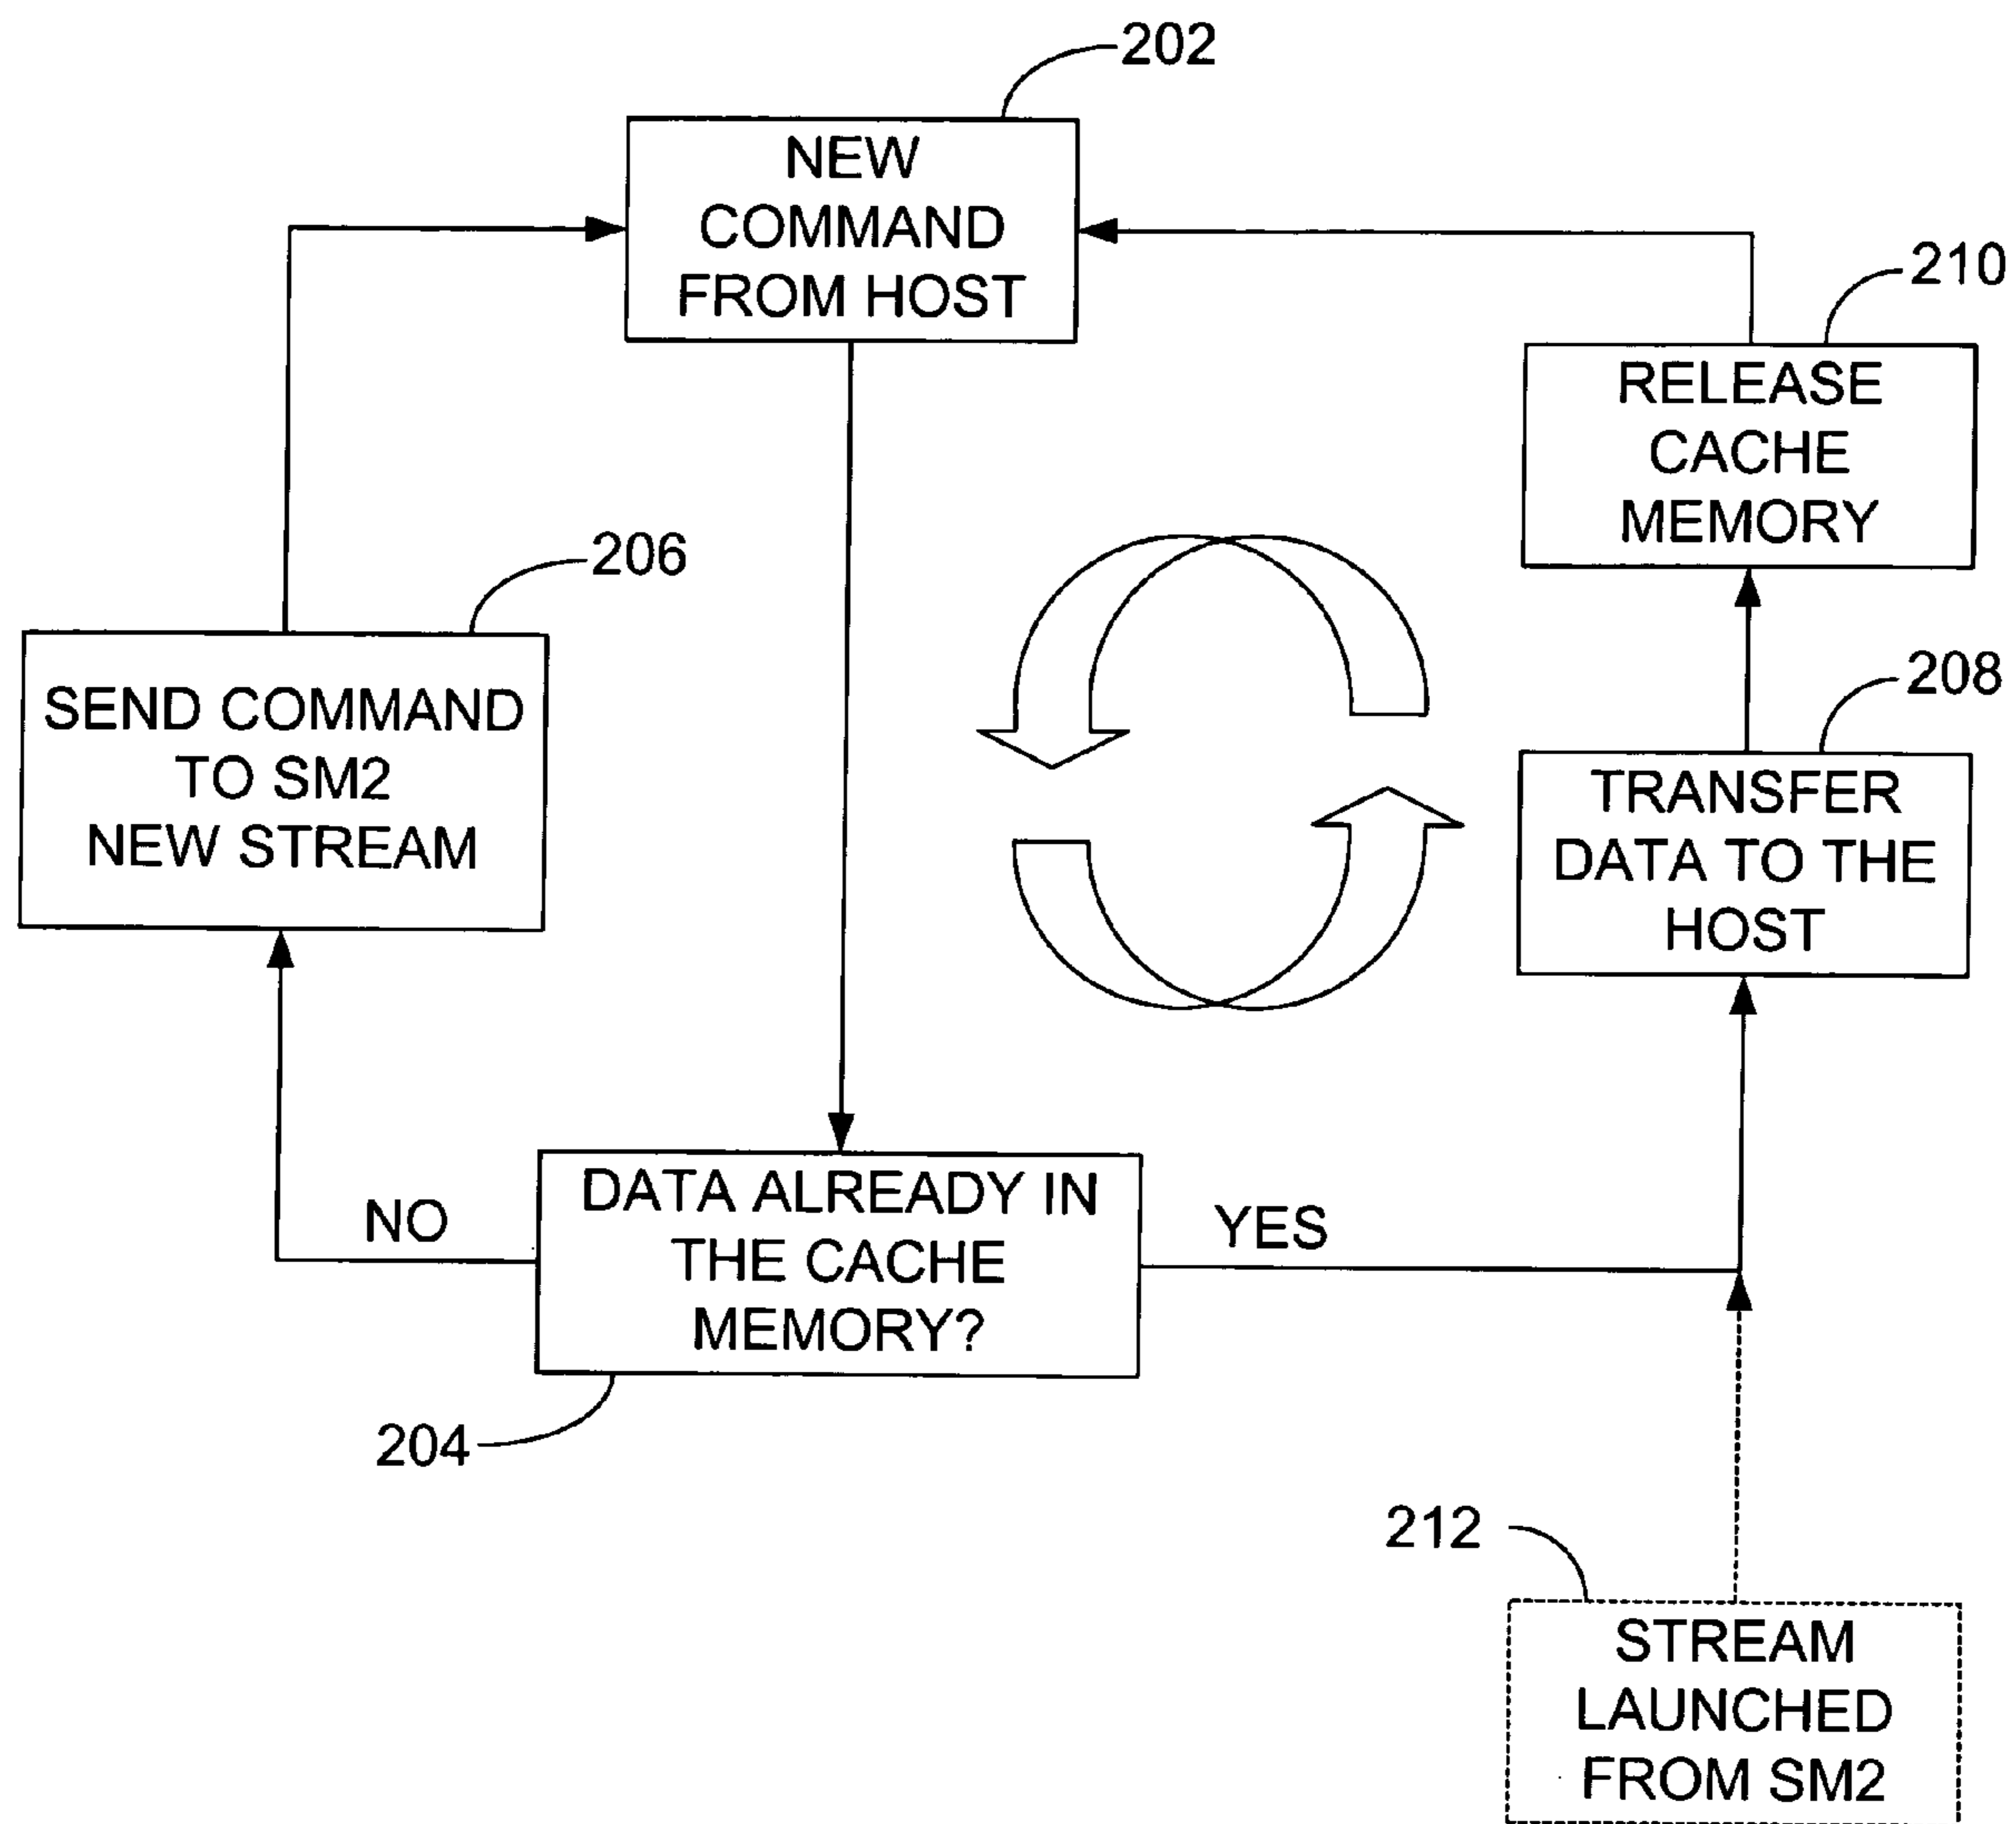 202
NEW
COMMAND
FROM HOST
210
RELEASE
CACHE
MEMORY
206
SEND COMMAND
TO SM2
NEW STREAM
208
TRANSFER
DATA TO THE
HOST
NO
DATA ALREADY IN
THE CACHE
MEMORY?
YES
204
212
STREAM
LAUNCHED
FROM SM2